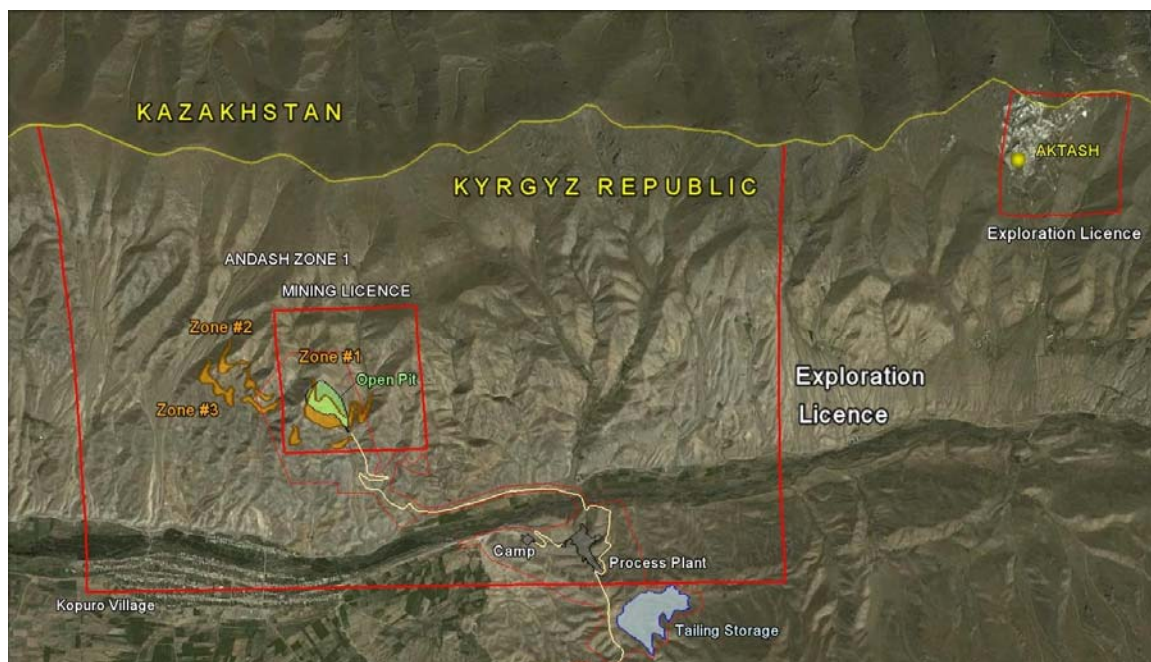 KAZAKHSTAN
KYRGYZ REPUBLIC
AKTASH
Exploration Licence
ANDASH ZONE 1
MINING LICENCE
Zone #2
Zone #1
Open Pit
Zone #3
Exploration
Licence
Camp
Process Plant
Kopuro Village
Tailing Storage